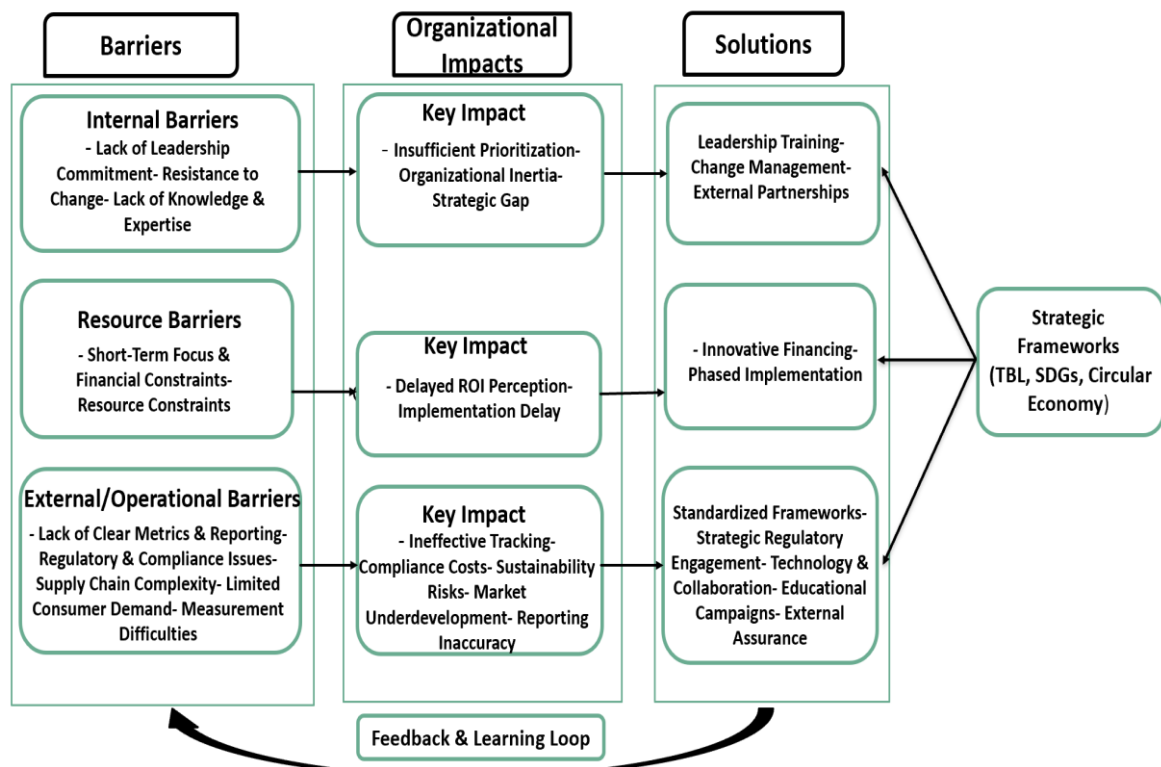 Barriers
Organizational
Impacts
Solutions
Internal Barriers
- Lack of Leadership
Commitment- Resistance to
Change- Lack of Knowledge &
Expertise
Key Impact
- Insufficient Prioritization-
Organizational Inertia-
Strategic Gap
Leadership Training-
Change Management-
External Partnerships
Resource Barriers
- Short-Term Focus &
Financial Constraints-
Resource Constraints
Key Impact
- Delayed ROI Perception-
Implementation Delay
- Innovative Financing-
Phased Implementation
Strategic
Frameworks
(TBL, SDGs, Circular
Economy)
External/Operational Barriers
- Lack of Clear Metrics & Reporting-
Regulatory & Compliance Issues-
Supply Chain Complexity- Limited
Consumer Demand- Measurement
Difficulties
Key Impact
- Ineffective Tracking-
Compliance Costs- Sustainability
Risks- Market
Underdevelopment- Reporting
Inaccuracy
Standardized Frameworks-
Strategic Regulatory
Engagement- Technology &
Collaboration- Educational
Campaigns- External
Assurance
Feedback & Learning Loop